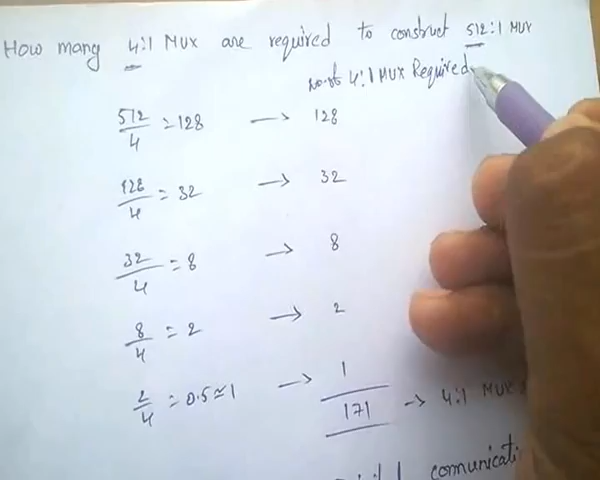 How many 4:1 MUX are required to construct 512:1 MUX
No.of 4:1 MUX Required
512/4 = 128 → 128
128/4 = 32 → 32
32/4 = 8 → 8
8/4 = 2 → 2
2/4 = 0.5 ≃ 1 → 1
171 → 4:1 MUX